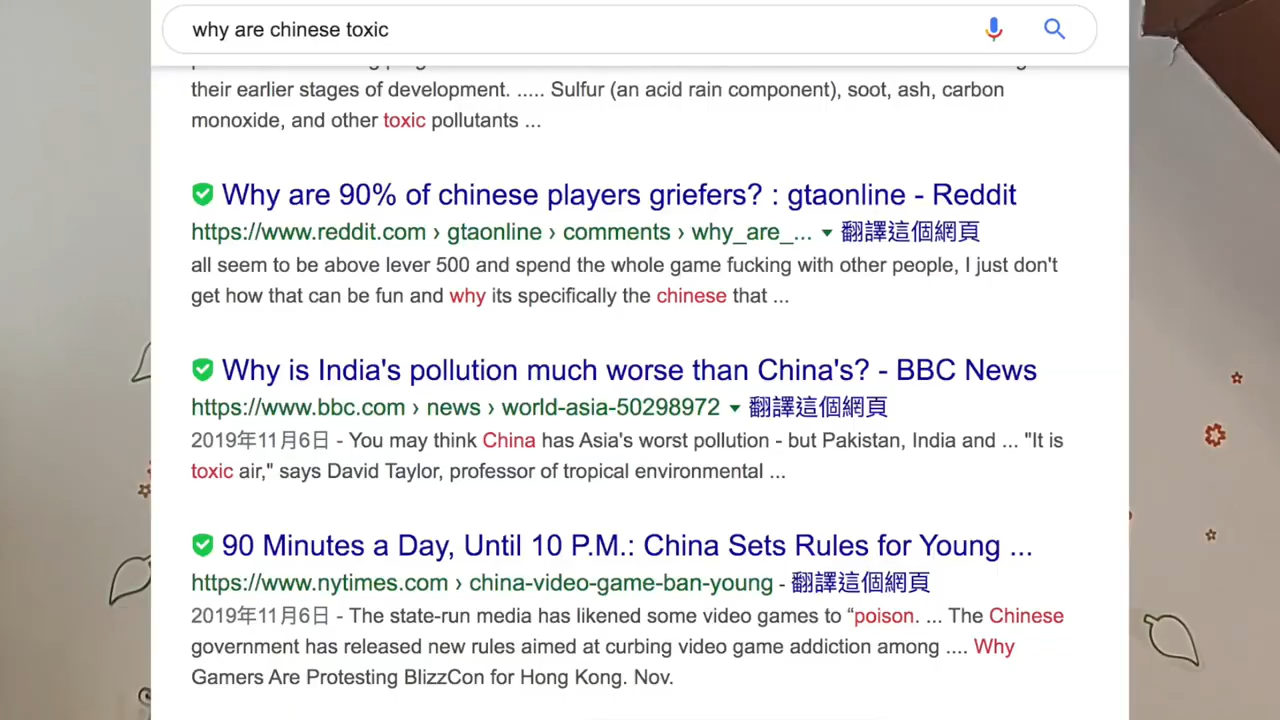 why are chinese toxic
their earlier stages of development. ..... Sulfur (an acid rain component), soot, ash, carbon
monoxide, and other toxic pollutants ...
Why are 90% of chinese players griefers? : gtaonline - Reddit
https://www.reddit.com › gtaonline › comments › why_are_... 翻譯這個網頁
all seem to be above lever 500 and spend the whole game fucking with other people, I just don't
get how that can be fun and why its specifically the chinese that ...
Why is India's pollution much worse than China's? - BBC News
https://www.bbc.com › news › world-asia-50298972 翻譯這個網頁
2019年11月6日 - You may think China has Asia's worst pollution - but Pakistan, India and ... "It is
toxic air," says David Taylor, professor of tropical environmental ...
90 Minutes a Day, Until 10 P.M.: China Sets Rules for Young ...
https://www.nytimes.com › china-video-game-ban-young - 翻譯這個網頁
2019年11月6日 - The state-run media has likened some video games to “poison. ... The Chinese
government has released new rules aimed at curbing video game addiction among .... Why
Gamers Are Protesting BlizzCon for Hong Kong. Nov.